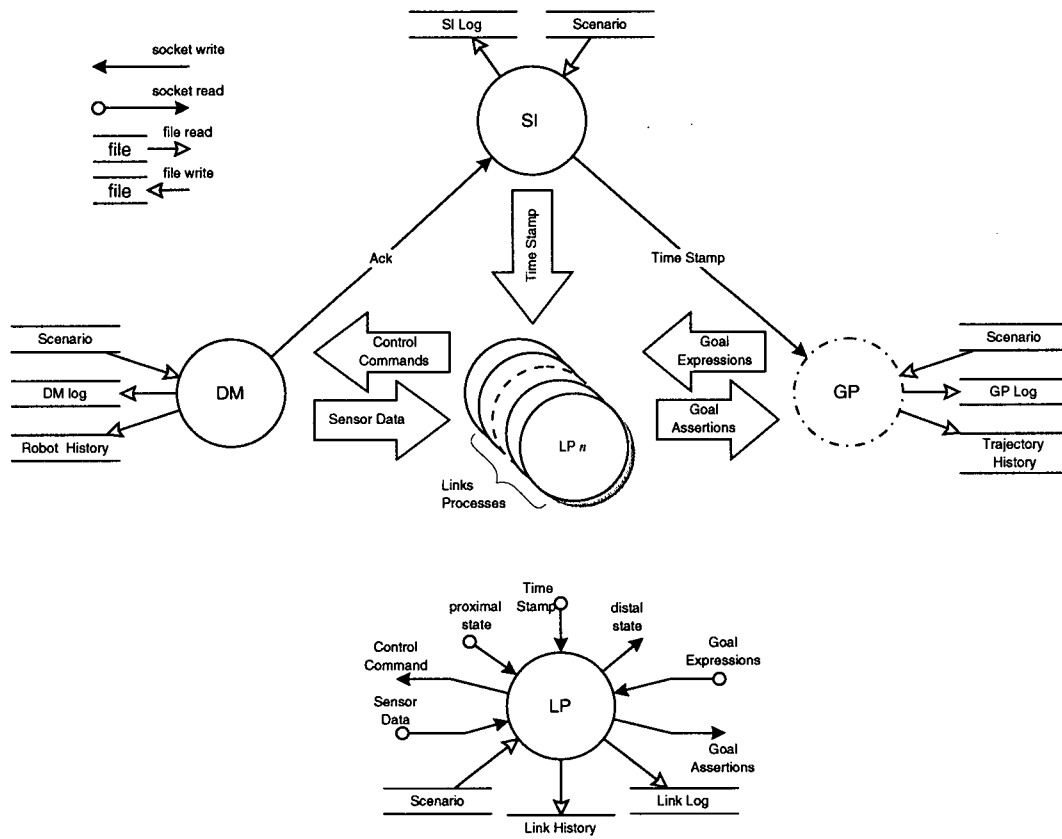 SI Log
Scenario
socket write
socket read
file read
file
file write
file
SI
Time Stamp
Ack
Time Stamp
Scenario
DM log
Robot History
DM
Control
Commands
Sensor Data
Goal
Expressions
Goal
Assertions
GP
Scenario
GP Log
Trajectory
History
LP n
Links
Processes
Time
Stamp
proximal
state
distal
state
Control
Command
Goal
Expressions
Sensor
Data
LP
Goal
Assertions
Scenario
Link History
Link Log